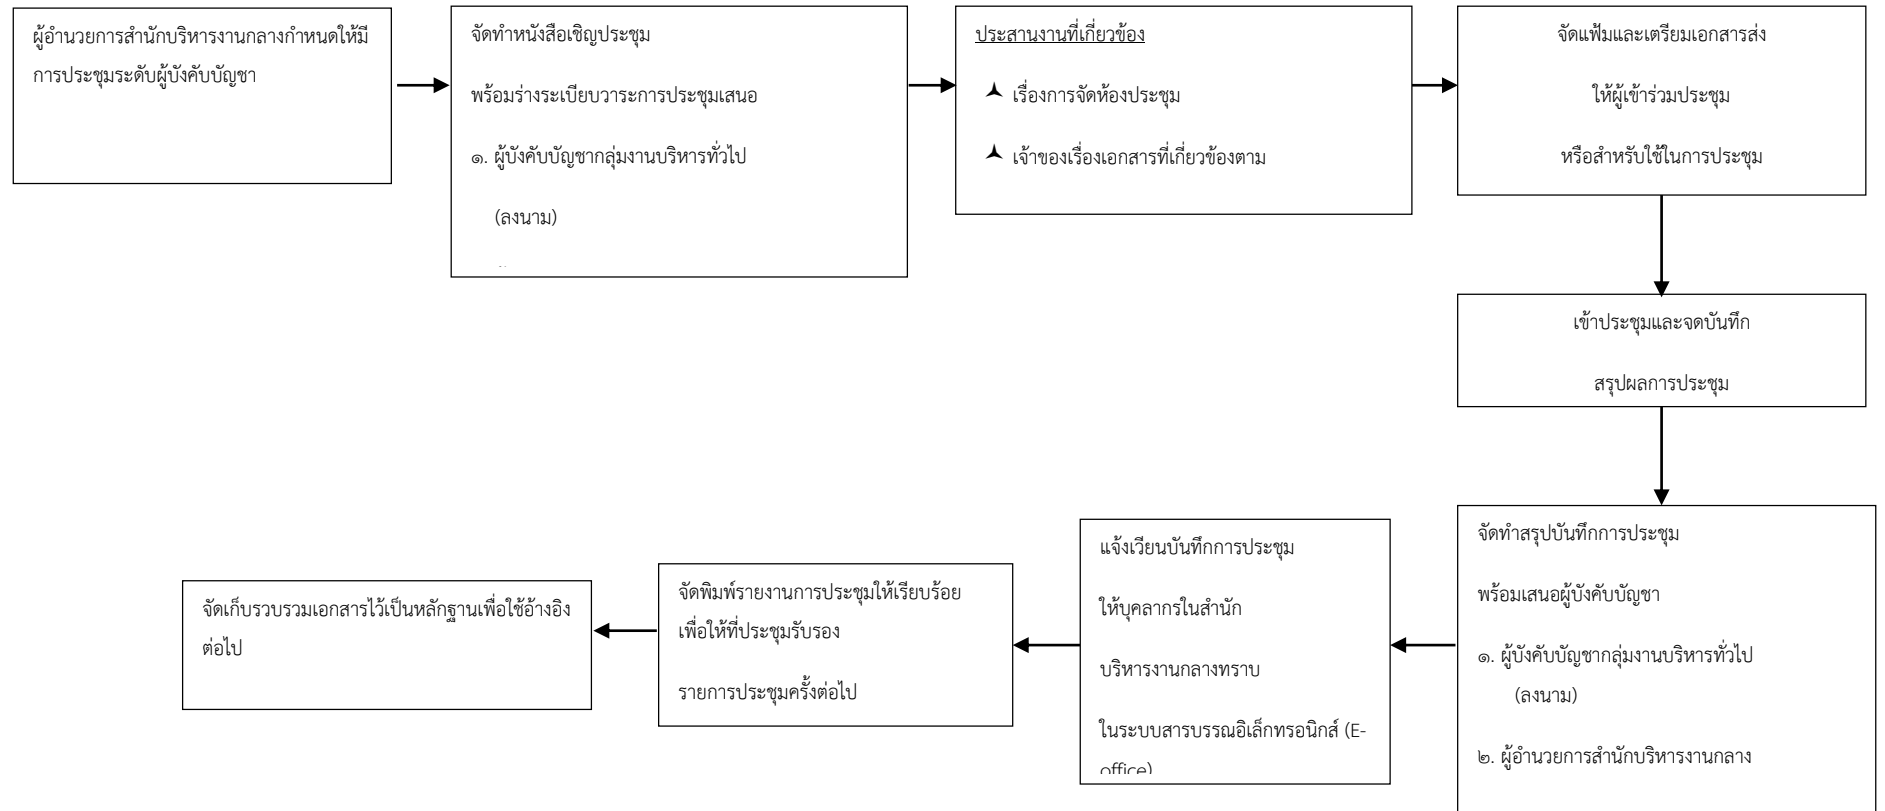 ผู้อำนวยการสำนักบริหารงานกลางกำหนดให้มี
การประชุมระดับผู้บังคับบัญชา
จัดทำหนังสือเชิญประชุม
พร้อมร่างระเบียบวาระการประชุมเสนอ
๑. ผู้บังคับบัญชากลุ่มงานบริหารทั่วไป
(ลงนาม)
ประสานงานที่เกี่ยวข้อง
เรื่องการจัดห้องประชุม
เจ้าของเรื่องเอกสารที่เกี่ยวข้องตาม
จัดแฟ้มและเตรียมเอกสารส่ง
ให้ผู้เข้าร่วมประชุม
หรือสำหรับใช้ในการประชุม
เข้าประชุมและจดบันทึก
สรุปผลการประชุม
จัดทำสรุปบันทึกการประชุม
พร้อมเสนอผู้บังคับบัญชา
๑. ผู้บังคับบัญชากลุ่มงานบริหารทั่วไป
(ลงนาม)
๒. ผู้อำนวยการสำนักบริหารงานกลาง
แจ้งเวียนบันทึกการประชุม
ให้บุคลากรในสำนัก
บริหารงานกลางทราบ
ในระบบสารบรรณอิเล็กทรอนิกส์ (E-
office)
จัดพิมพ์รายงานการประชุมให้เรียบร้อย
เพื่อให้ที่ประชุมรับรอง
รายการประชุมครั้งต่อไป
จัดเก็บรวบรวมเอกสารไว้เป็นหลักฐานเพื่อใช้อ้างอิง
ต่อไป